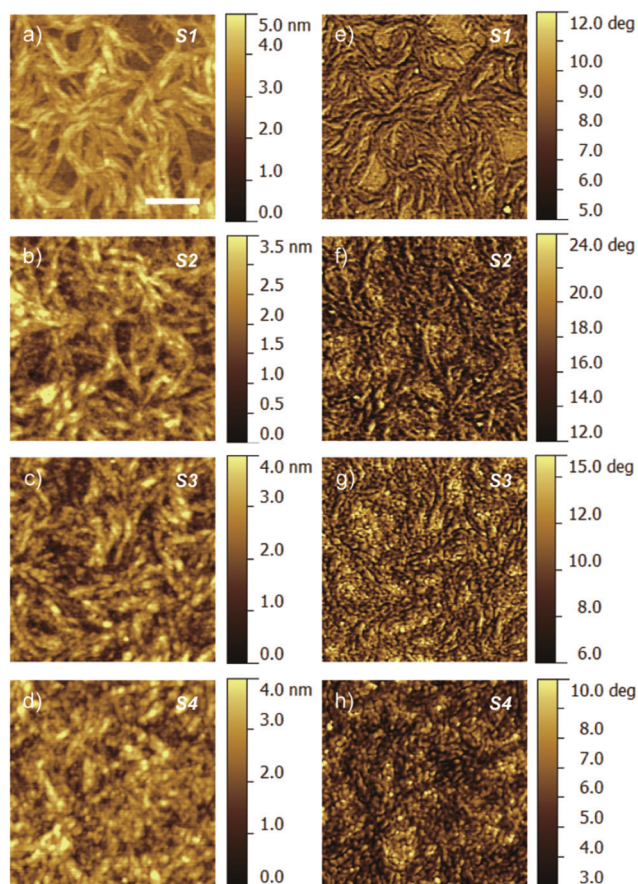 a) S1
5.0 nm
4.0
3.0
2.0
1.0
0.0
e) S1
12.0 deg
10.0
9.0
8.0
7.0
6.0
5.0
b) S2
3.5 nm
2.5
2.0
1.5
1.0
0.5
0.0
f) S2
24.0 deg
20.0
18.0
16.0
14.0
12.0
c) S3
4.0 nm
3.0
2.0
1.0
0.0
g) S3
15.0 deg
12.0
10.0
8.0
6.0
d) S4
4.0 nm
3.0
2.0
1.0
0.0
h) S4
10.0 deg
8.0
7.0
6.0
5.0
4.0
3.0